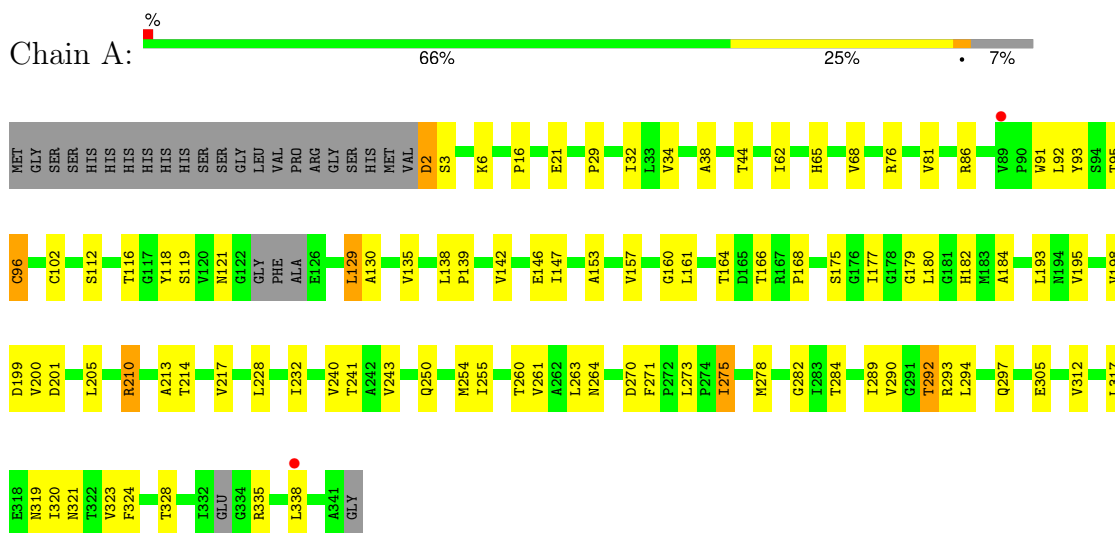 %
Chain A:
66% 25% • 7%
MET GLY SER SER HIS HIS HIS HIS HIS HIS SER SER GLY LEU VAL PRO ARG GLY SER HIS MET VAL D2 S3 K6 P16 E21 P29 I32 L33 V34 A38 T44 I62 H65 V68 R76 V81 R86 V89 P90 W91 L92 Y93 S94 T95
C96 C102 S112 T116 G117 Y118 S119 V120 N121 G122 GLY PHE ALA E126 L129 A130 V135 L138 P139 V142 E146 I147 A153 V157 G160 L161 T164 D165 T166 R167 P168 S175 G176 I177 G178 G179 L180 G181 H182 M183 A184 L193 N194 V195 V198
D199 V200 D201 L205 R210 A213 T214 V217 L228 I232 V240 T241 A242 V243 Q250 M254 I255 T260 V261 A262 L263 N264 D270 F271 P272 L273 P274 I275 M278 G282 I283 T284 I289 V290 G291 T292 R293 L294 Q297 E305 V312 L317
E318 N319 I320 N321 T322 V323 F324 T328 I332 GLU G334 R335 L338 A341 GLY